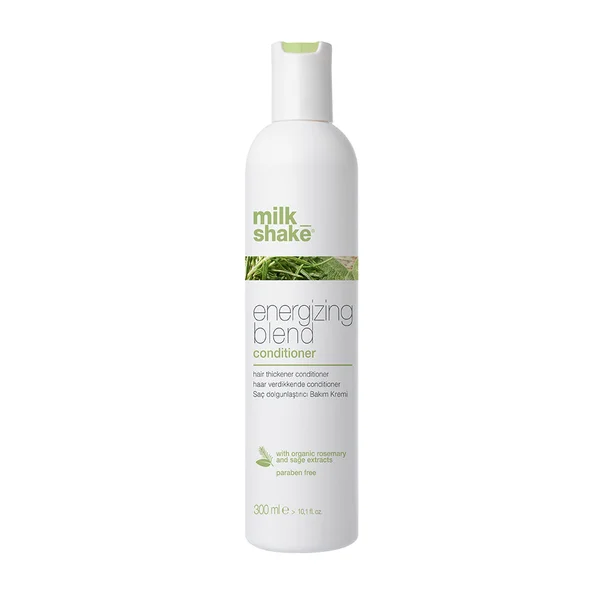 milk_
shake®
energizing
blend
conditioner
hair thickener conditioner
haar verdikkende conditioner
Saç dolgunlaştırıcı Bakım Kremi
with organic rosemary
and sage extracts
paraben free
300 ml e > 10,1 fl. oz